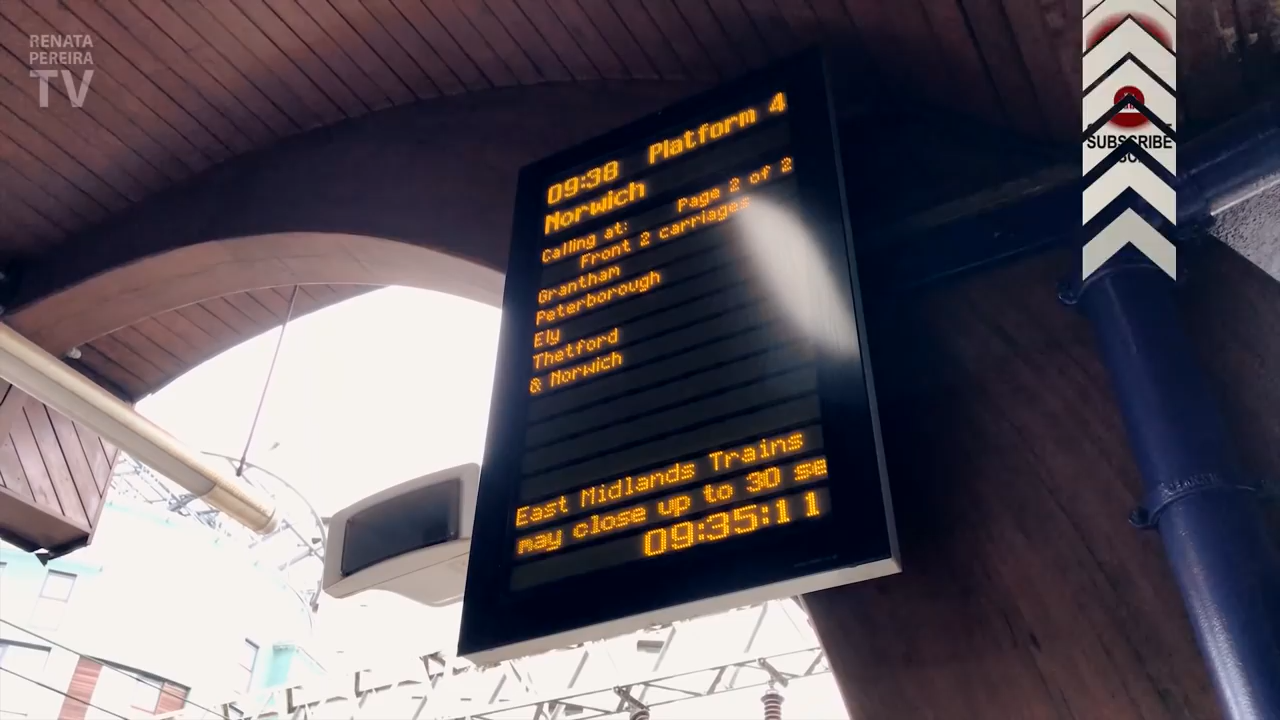 RENATA
PEREIRA
TV
SUBSCRIBE
09:38 Platform 4
Norwich
Calling at: Page 2 of 2
Front 2 carriages
Grantham
Peterborough
Ely
Thetford
& Norwich
East Midlands Trains
may close up to 30 se
09:35:11